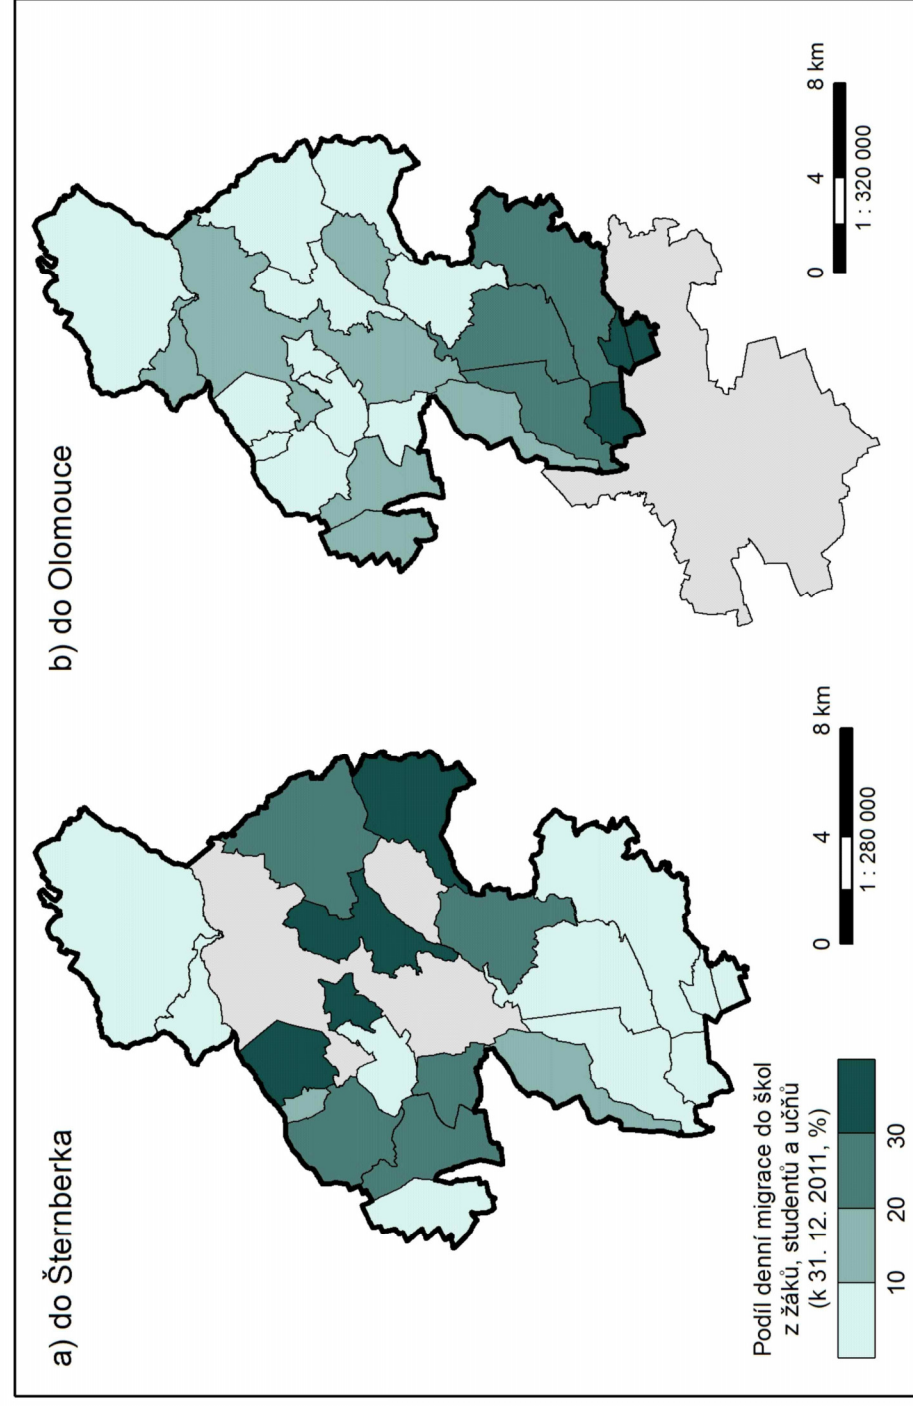 a) do Šternberka
b) do Olomouce
Podíl denní migrace do škol
z žáků, studentů a učňů
(k 31. 12. 2011, %)
10 20 30
0 4 8 km
1 : 280 000
0 4 8 km
1 : 320 000